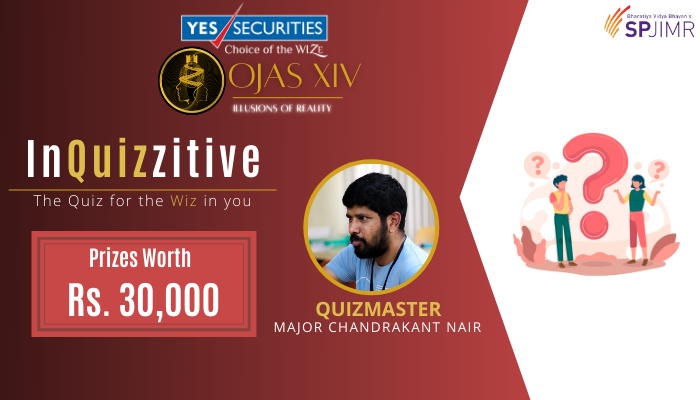 YES SECURITIES
Choice of the WIZe
OJAS XIV
ILLUSIONS OF REALITY
Bharatiya Vidya Bhavan's
SPJIMR
InQuizzitive
The Quiz for the Wiz in you
Prizes Worth
Rs. 30,000
QUIZMASTER
MAJOR CHANDRAKANT NAIR
?
?
?